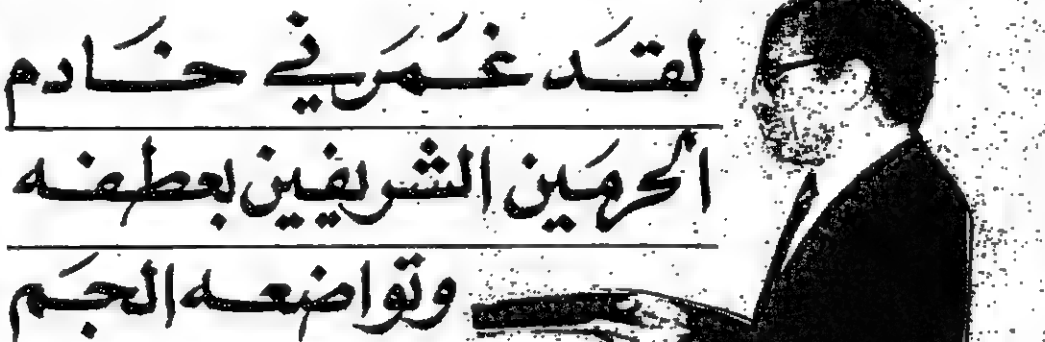 لقد غمرني خادم
الحرمين الشريفين بعطفه
وتواضعه الجم